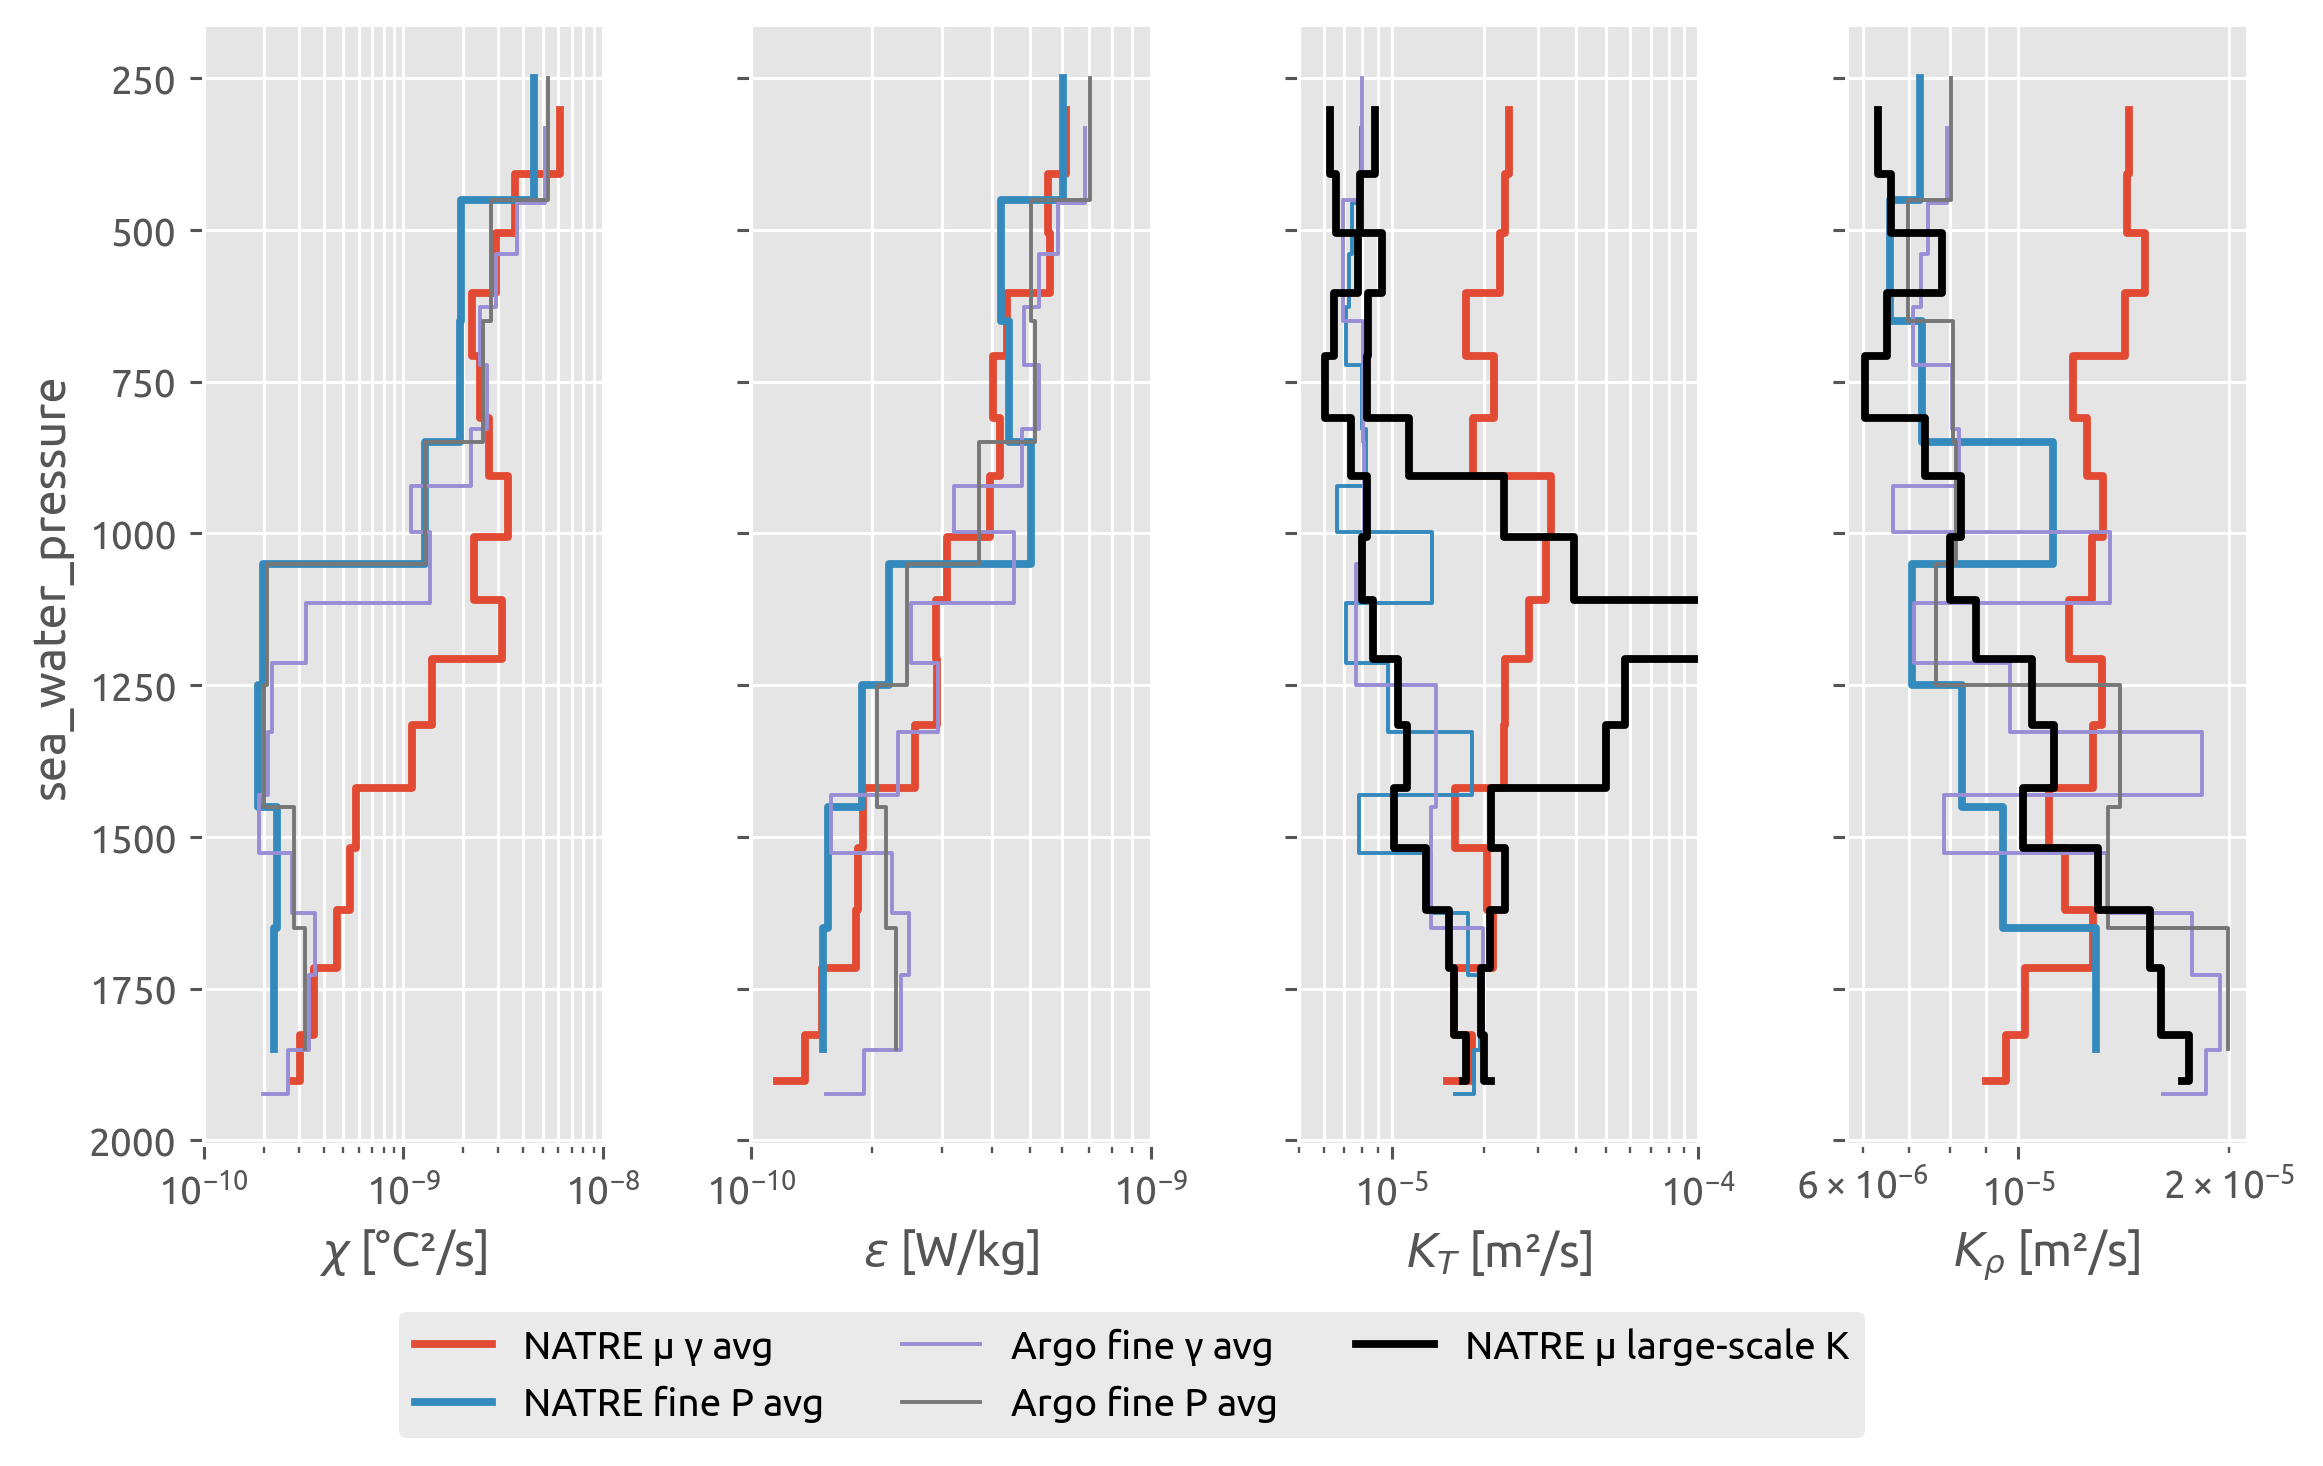 sea_water_pressure
250
500
750
1000
1250
1500
1750
2000
10⁻¹⁰ 10⁻⁹ 10⁻⁸
10⁻¹⁰ 10⁻⁹
10⁻⁵ 10⁻⁴
6 × 10⁻⁶ 10⁻⁵ 2 × 10⁻⁵
χ [°C²/s]
ε [W/kg]
K_T [m²/s]
K_ρ [m²/s]
NATRE μ γ avg
NATRE fine P avg
Argo fine γ avg
Argo fine P avg
NATRE μ large-scale K